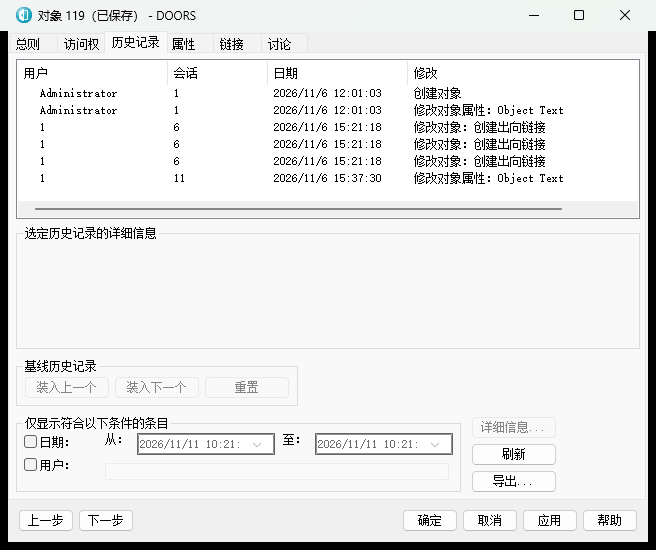 对象 119（已保存） - DOORS
总则 访问权 历史记录 属性 链接 讨论
用户 会话 日期 修改
Administrator 1 2026/11/6 12:01:03 创建对象
Administrator 1 2026/11/6 12:01:03 修改对象属性：Object Text
1 6 2026/11/6 15:21:18 修改对象：创建出向链接
1 6 2026/11/6 15:21:18 修改对象：创建出向链接
1 6 2026/11/6 15:21:18 修改对象：创建出向链接
1 11 2026/11/6 15:37:30 修改对象属性：Object Text
选定历史记录的详细信息
基线历史记录
装入上一个 装入下一个 重置
仅显示符合以下条件的条目
日期： 从： 2026/11/11 10:21: 至： 2026/11/11 10:21:
用户：
详细信息...
刷新
导出...
上一步 下一步 确定 取消 应用 帮助